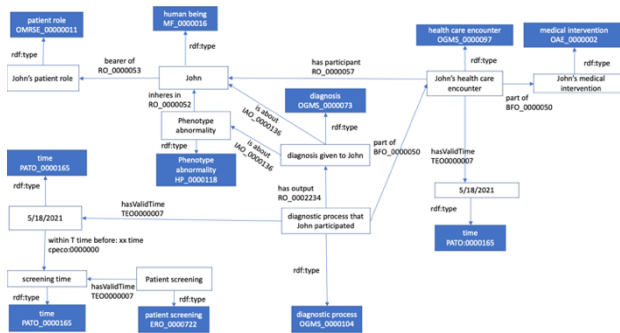 patient role
OMRSE_0000011
human being
MF_0000016
health care encounter
OGMS_0000097
medical intervention
OAE_0000002
rdf:type
rdf:type
rdf:type
rdf:type
bearer of
RO_0000053
has participant
RO_0000057
John's patient role
John
John's health care
encounter
John's medical
intervention
inheres in
RO_0000052
is about
IAO_0000136
diagnosis
OGMS_0000073
part of
BFO_0000050
Phenotype
abnormality
is about
IAO_0000136
rdf:type
part of
BFO_0000050
hasValidTime
TEO0000007
time
PATO_0000165
rdf:type
Phenotype
abnormality
HP_0000118
diagnosis given to John
has output
RO_0002234
5/18/2021
rdf:type
hasValidTime
TEO0000007
rdf:type
5/18/2021
diagnostic process that
John participated
time
PATO:0000165
within T time before: xx time
cpeco:0000000
hasValidTime
TEO0000007
rdf:type
screening time
Patient screening
rdf:type
rdf:type
time
PATO_0000165
patient screening
ERO_0000722
diagnostic process
OGMS_0000104